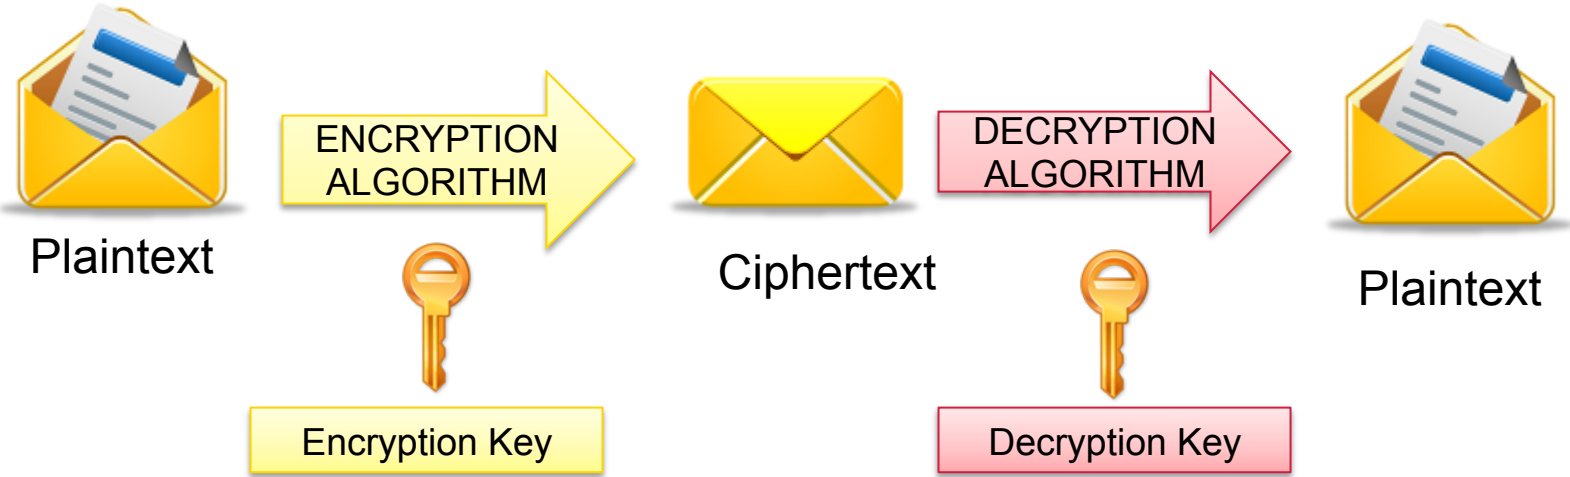 ENCRYPTION
ALGORITHM
DECRYPTION
ALGORITHM
Plaintext
Ciphertext
Plaintext
Encryption Key
Decryption Key